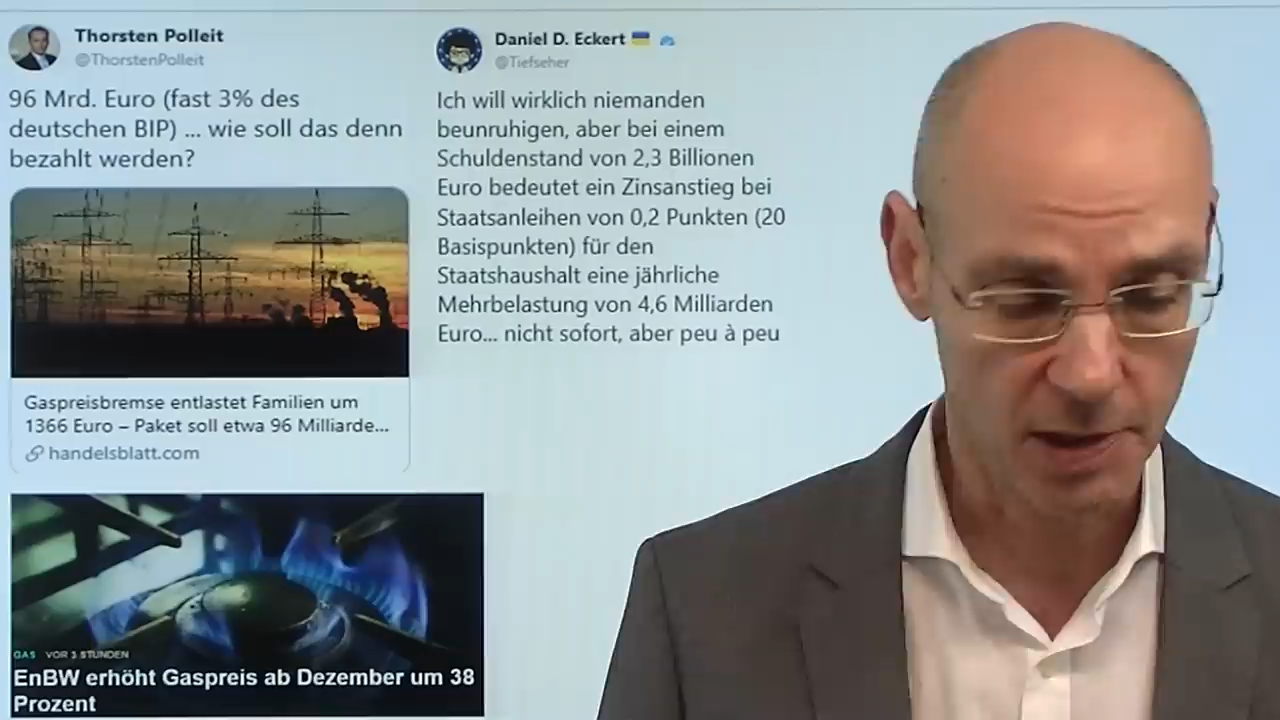 Thorsten Polleit
@ThorstenPolleit
96 Mrd. Euro (fast 3% des
deutschen BIP) ... wie soll das denn
bezahlt werden?
Gaspreisbremse entlastet Familien um
1366 Euro – Paket soll etwa 96 Milliarde...
handelsblatt.com
GAS VOR 3 STUNDEN
EnBW erhöht Gaspreis ab Dezember um 38
Prozent
Daniel D. Eckert
@Tiefseher
Ich will wirklich niemanden
beunruhigen, aber bei einem
Schuldenstand von 2,3 Billionen
Euro bedeutet ein Zinsanstieg bei
Staatsanleihen von 0,2 Punkten (20
Basispunkten) für den
Staatshaushalt eine jährliche
Mehrbelastung von 4,6 Milliarden
Euro... nicht sofort, aber peu à peu